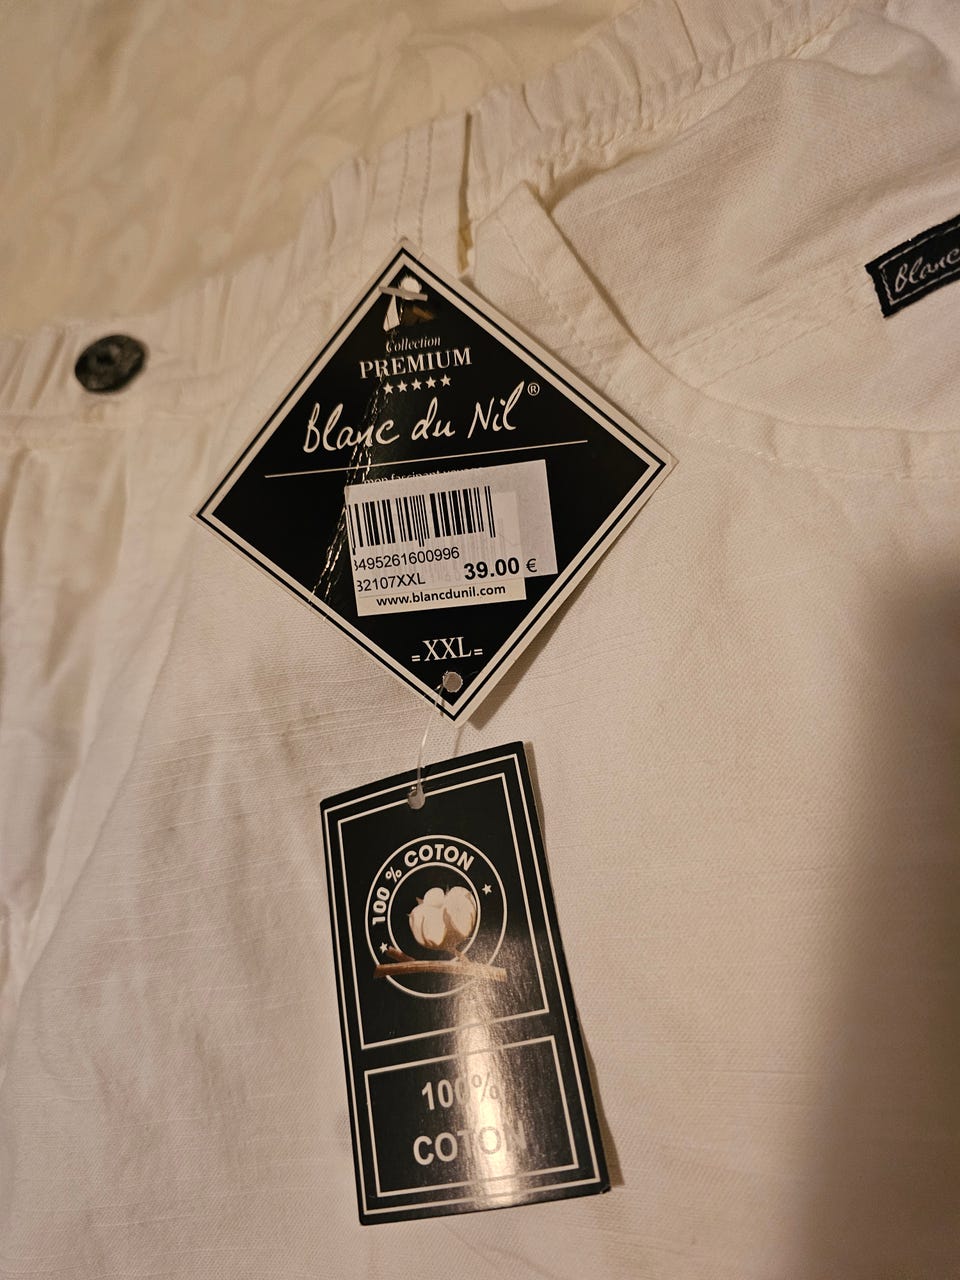 Collection
PREMIUM
Blanc du Nil®
3495261600996
32107XXL
39.00 €
www.blancdunil.com
XXL
Blanc
100 % COTON
100%
COTON